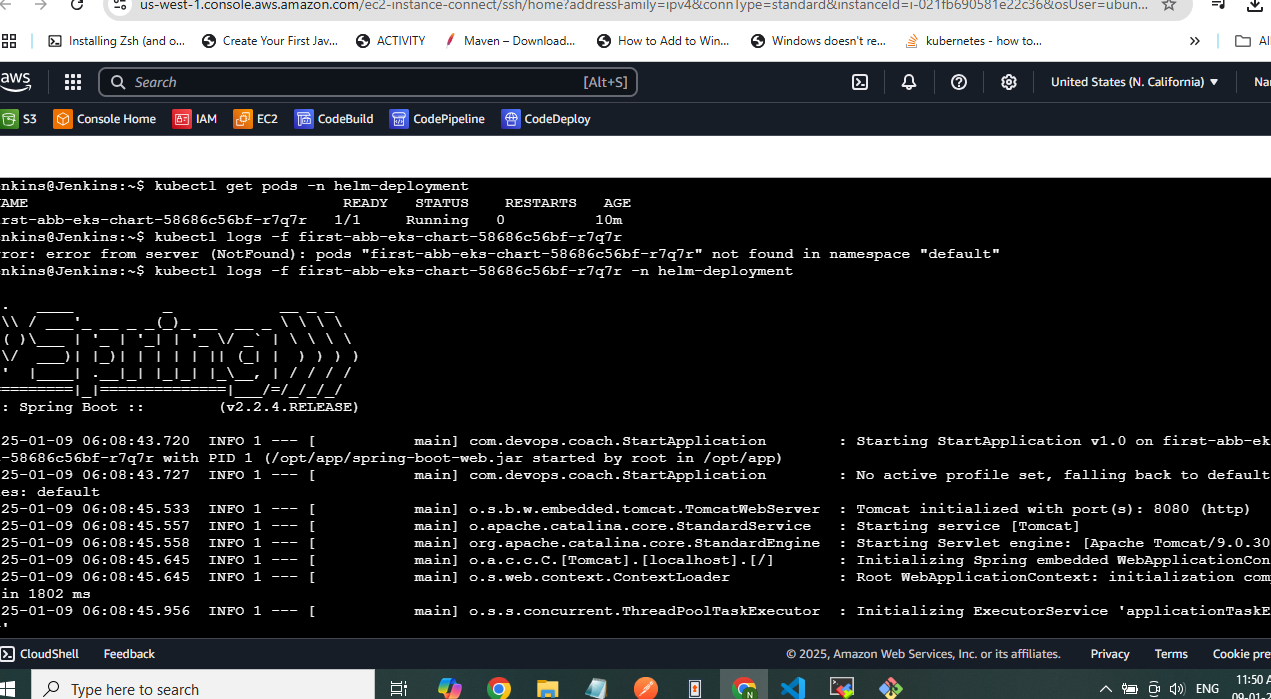 us-west-1.console.aws.amazon.com/ec2-instance-connect/ssh/home?addressFamily=ipv4&connType=standard&instanceId=i-021fb690581e22c36&osUser=ubun...
Installing Zsh (and o... Create Your First Jav... ACTIVITY Maven – Download... How to Add to Win... Windows doesn't re... kubernetes - how to... » All
aws Search [Alt+S] United States (N. California) ▼ Nar
S3 Console Home IAM EC2 CodeBuild CodePipeline CodeDeploy
nkins@Jenkins:~$ kubectl get pods -n helm-deployment
AME READY STATUS RESTARTS AGE
rst-abb-eks-chart-58686c56bf-r7q7r 1/1 Running 0 10m
nkins@Jenkins:~$ kubectl logs -f first-abb-eks-chart-58686c56bf-r7q7r
ror: error from server (NotFound): pods "first-abb-eks-chart-58686c56bf-r7q7r" not found in namespace "default"
nkins@Jenkins:~$ kubectl logs -f first-abb-eks-chart-58686c56bf-r7q7r -n helm-deployment
.   ____          _            __ _ _
\\ / ___'_ __ _ _(_)_ __  __ _ \ \ \ \
( )\___ | '_ | '_| | '_ \/ _` | \ \ \ \
\/  ___)| |_)| | | | | || (_| |  ) ) ) )
'  |____| .__|_| |_|_| |_\__, | / / / /
=========|_|==============|___/=/_/_/_/
: Spring Boot :: (v2.2.4.RELEASE)
25-01-09 06:08:43.720 INFO 1 --- [ main] com.devops.coach.StartApplication : Starting StartApplication v1.0 on first-abb-ek
-58686c56bf-r7q7r with PID 1 (/opt/app/spring-boot-web.jar started by root in /opt/app)
25-01-09 06:08:43.727 INFO 1 --- [ main] com.devops.coach.StartApplication : No active profile set, falling back to default
es: default
25-01-09 06:08:45.533 INFO 1 --- [ main] o.s.b.w.embedded.tomcat.TomcatWebServer : Tomcat initialized with port(s): 8080 (http)
25-01-09 06:08:45.557 INFO 1 --- [ main] o.apache.catalina.core.StandardService : Starting service [Tomcat]
25-01-09 06:08:45.558 INFO 1 --- [ main] org.apache.catalina.core.StandardEngine : Starting Servlet engine: [Apache Tomcat/9.0.30
25-01-09 06:08:45.645 INFO 1 --- [ main] o.a.c.c.C.[Tomcat].[localhost].[/] : Initializing Spring embedded WebApplicationCon
25-01-09 06:08:45.645 INFO 1 --- [ main] o.s.web.context.ContextLoader : Root WebApplicationContext: initialization com
in 1802 ms
25-01-09 06:08:45.956 INFO 1 --- [ main] o.s.s.concurrent.ThreadPoolTaskExecutor : Initializing ExecutorService 'applicationTaskE
'
CloudShell Feedback © 2025, Amazon Web Services, Inc. or its affiliates. Privacy Terms Cookie pre
Type here to search ENG 11:50 A
09-01-2